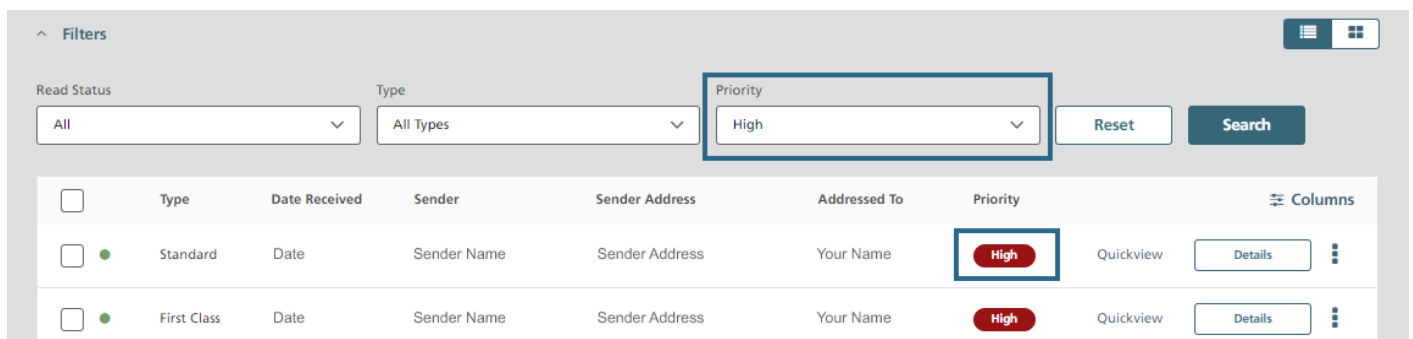 Filters
Read Status Type Priority
All All Types High Reset Search
Type Date Received Sender Sender Address Addressed To Priority Columns
Standard Date Sender Name Sender Address Your Name High Quickview Details
First Class Date Sender Name Sender Address Your Name High Quickview Details